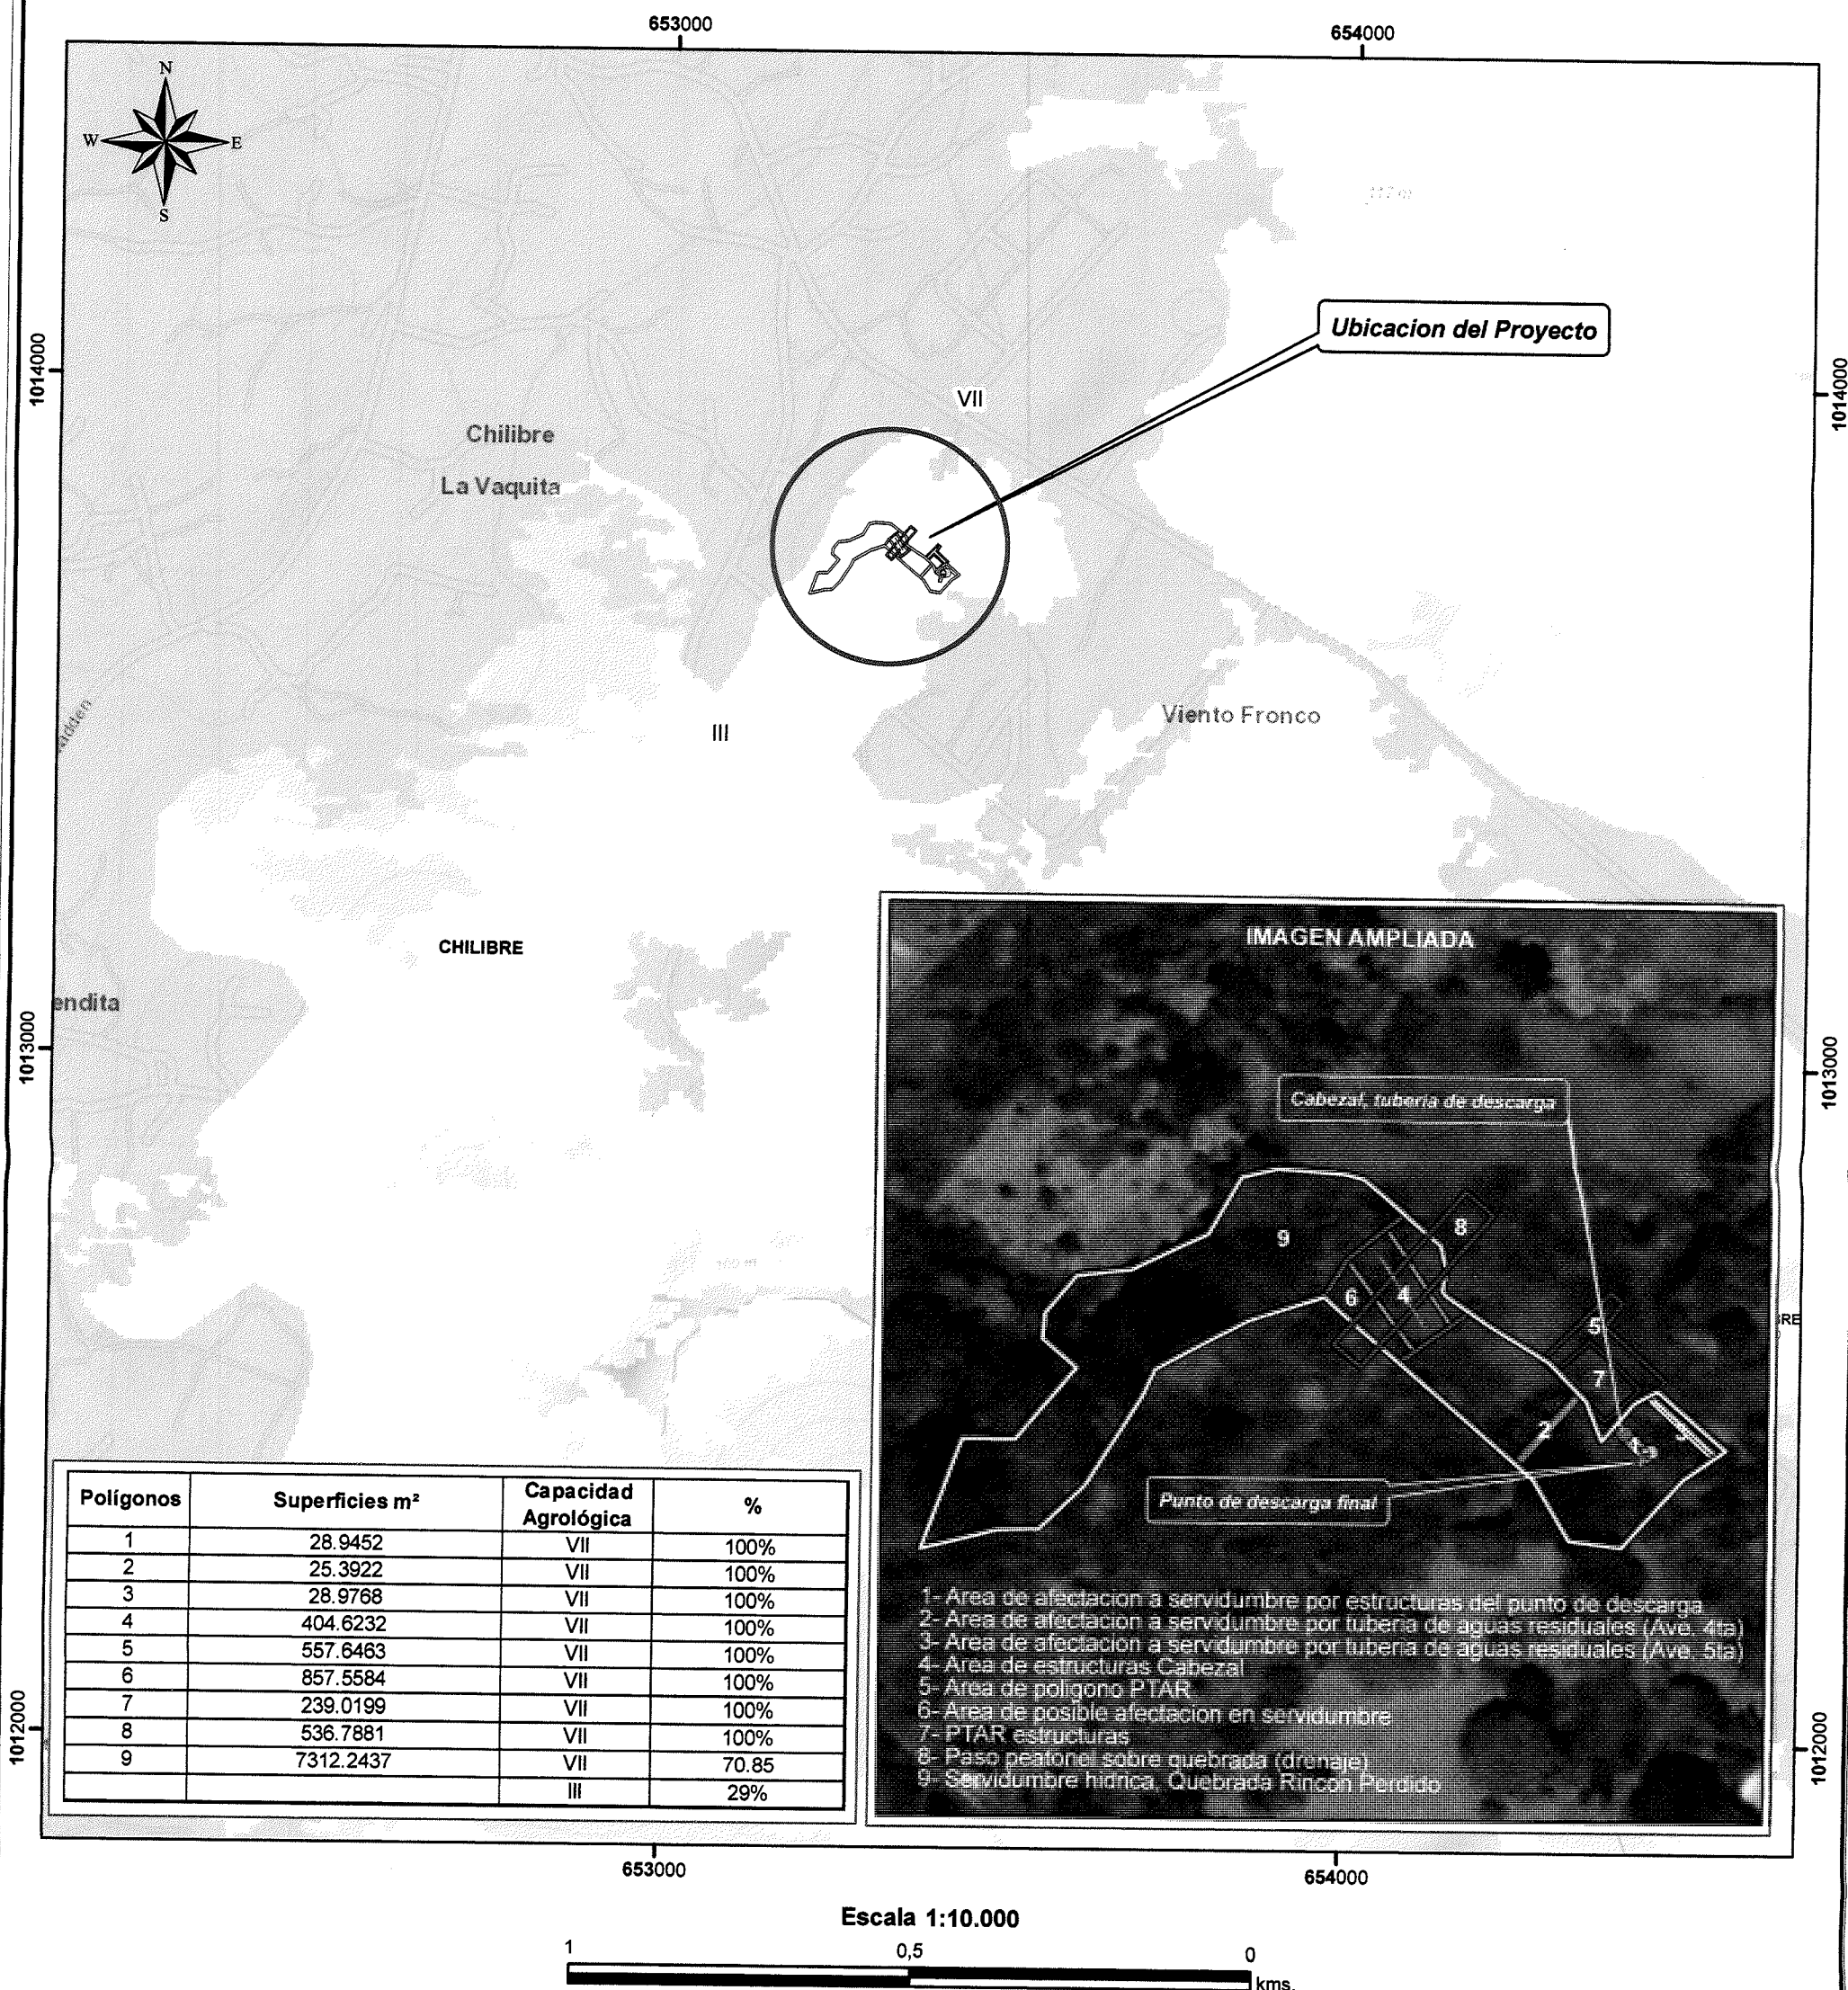 653000
654000
N
W
E
S
117 m
Ubicacion del Proyecto
1014000
1014000
VII
Chilibre
La Vaquita
Viento Fronco
III
CHILIBRE
endita
1013000
1013000
160 m
IMAGEN AMPLIADA
Cabezal, tuberia de descarga
9
8
6
4
5
7
2
1
3
Punto de descarga final
1- Area de afectacion a servidumbre por estructuras del punto de descarga
2- Area de afectacion a servidumbre por tuberia de aguas residuales (Ave. 4ta)
3- Area de afectacion a servidumbre por tuberia de aguas residuales (Ave. 5ta)
4- Area de estructuras Cabezal
5- Area de poligono PTAR
6- Area de posible afectacion en servidumbre
7- PTAR estructuras
8- Paso peatonel sobre quebrada (drenaje)
9- Servidumbre hidrica, Quebrada Rincon Perdido
Polígonos Superficies m² Capacidad Agrológica %
1 28.9452 VII 100%
2 25.3922 VII 100%
3 28.9768 VII 100%
4 404.6232 VII 100%
5 557.6463 VII 100%
6 857.5584 VII 100%
7 239.0199 VII 100%
8 536.7881 VII 100%
9 7312.2437 VII 70.85
III 29%
1012000
1012000
653000
654000
Escala 1:10.000
1 0,5 0
kms.